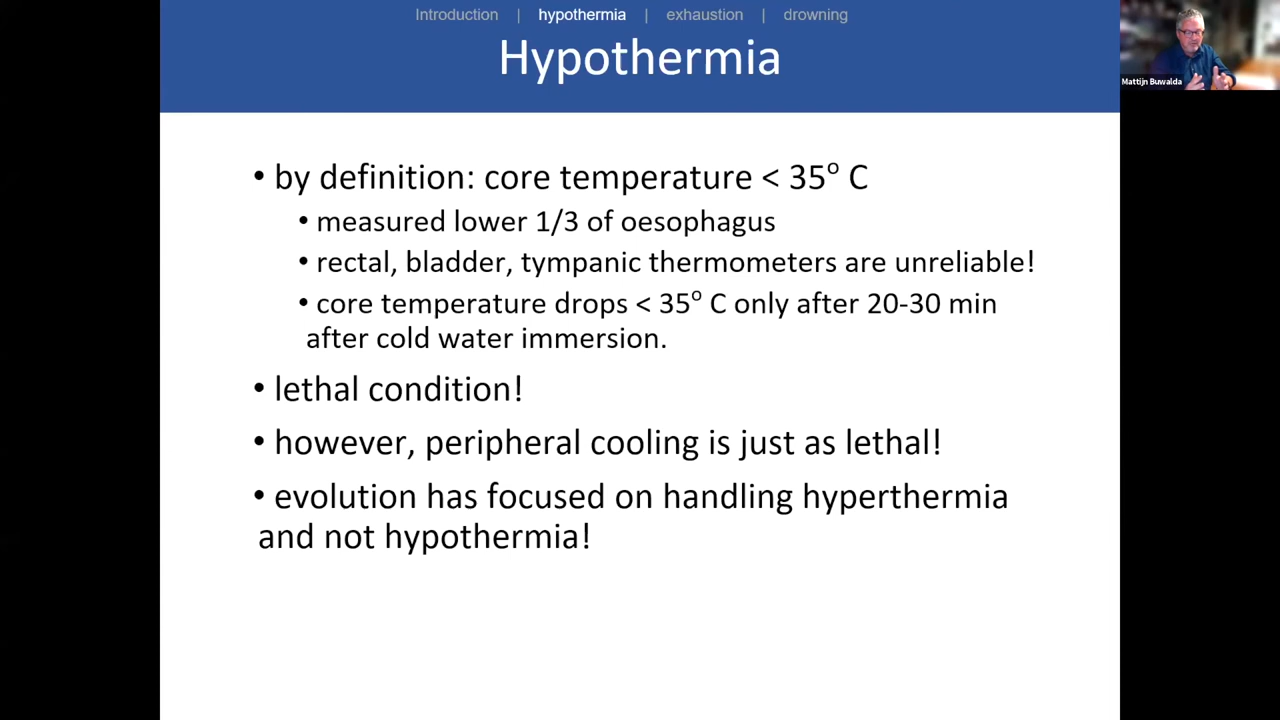 Introduction | hypothermia | exhaustion | drowning
Hypothermia
Mattijn Buwalda
• by definition: core temperature < 35º C
• measured lower 1/3 of oesophagus
• rectal, bladder, tympanic thermometers are unreliable!
• core temperature drops < 35º C only after 20-30 min
after cold water immersion.
• lethal condition!
• however, peripheral cooling is just as lethal!
• evolution has focused on handling hyperthermia
and not hypothermia!